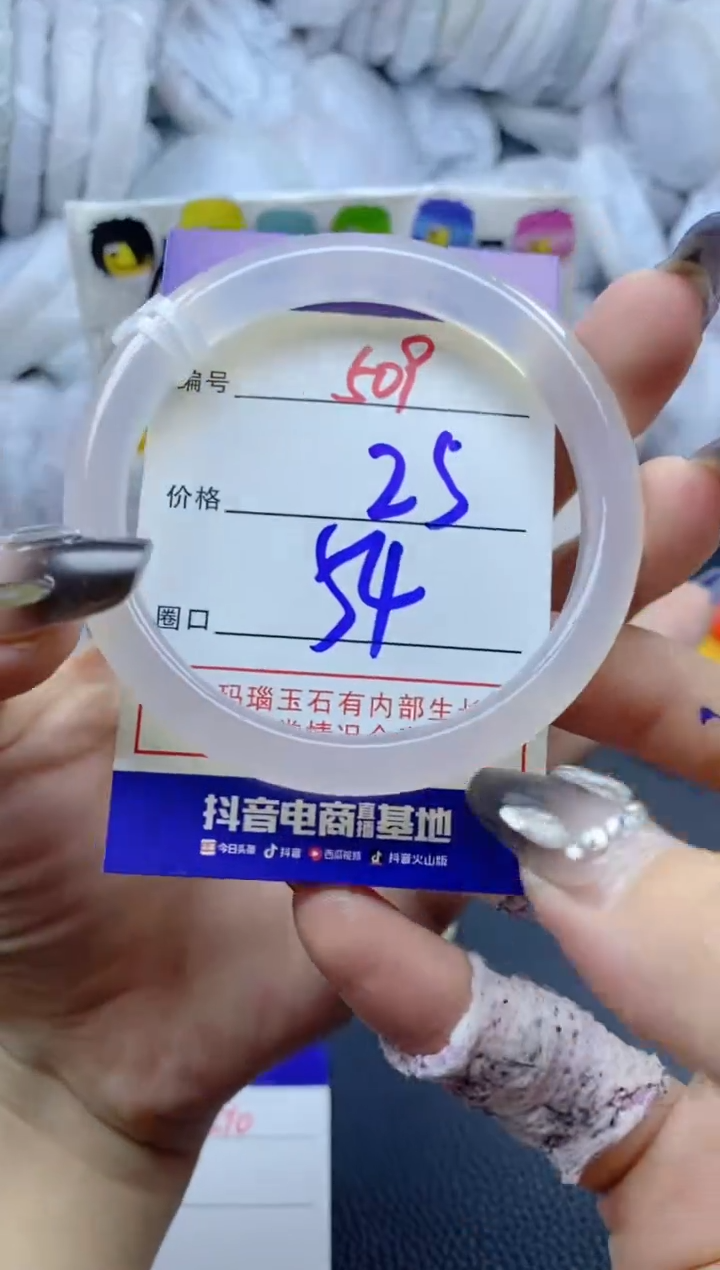 编号 509
价格 25
圈口 54
玛瑙玉石有内部生长
抖音电商直播基地
今日头条 抖音 西瓜视频 抖音火山版